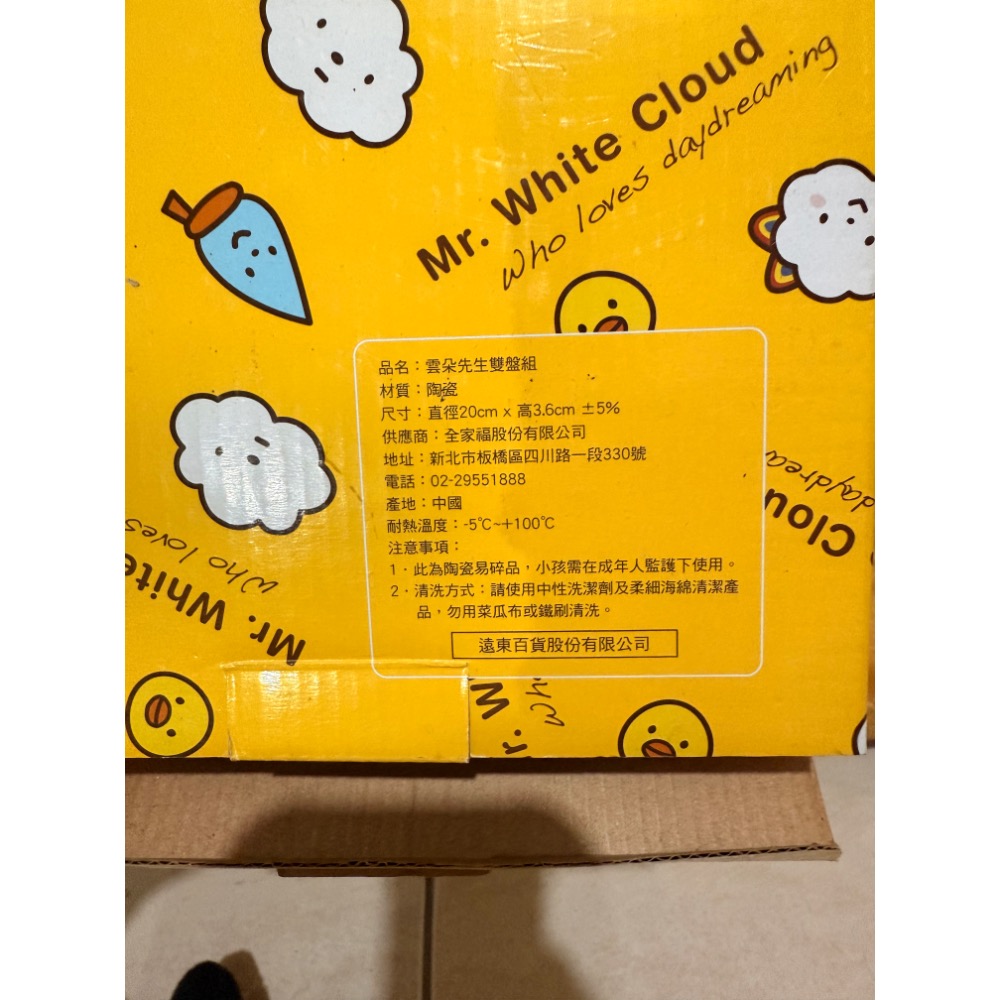 Mr. White Cloud
Who loves daydreaming
品名：雲朵先生雙盤組
材質：陶瓷
尺寸：直徑20cm x 高3.6cm ±5%
供應商：全家福股份有限公司
地址：新北市板橋區四川路一段330號
電話：02-29551888
產地：中國
耐熱溫度：-5℃~+100℃
注意事項：
1．此為陶瓷易碎品，小孩需在成年人監護下使用。
2．清洗方式：請使用中性洗潔劑及柔細海綿清潔產
品，勿用菜瓜布或鐵刷清洗。
遠東百貨股份有限公司
Mr. White
Who loves
Clou
daydrea
r. W
Wh